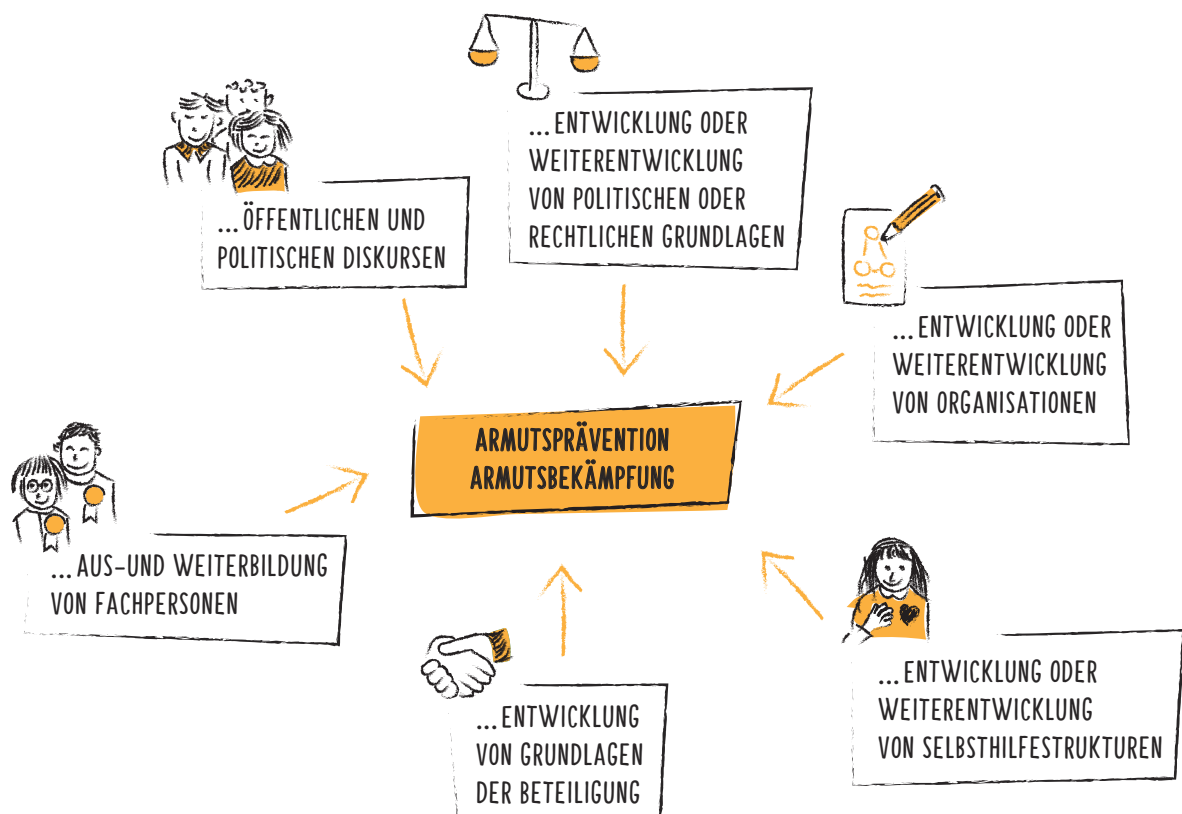 ...ENTWICKLUNG ODER
WEITERENTWICKLUNG
VON POLITISCHEN ODER
RECHTLICHEN GRUNDLAGEN
...ÖFFENTLICHEN UND
POLITISCHEN DISKURSEN
...ENTWICKLUNG ODER
WEITERENTWICKLUNG
VON ORGANISATIONEN
ARMUTSPRÄVENTION
ARMUTSBEKÄMPFUNG
...AUS-UND WEITERBILDUNG
VON FACHPERSONEN
...ENTWICKLUNG ODER
WEITERENTWICKLUNG
VON SELBSTHILFESTRUKTUREN
...ENTWICKLUNG
VON GRUNDLAGEN
DER BETEILIGUNG